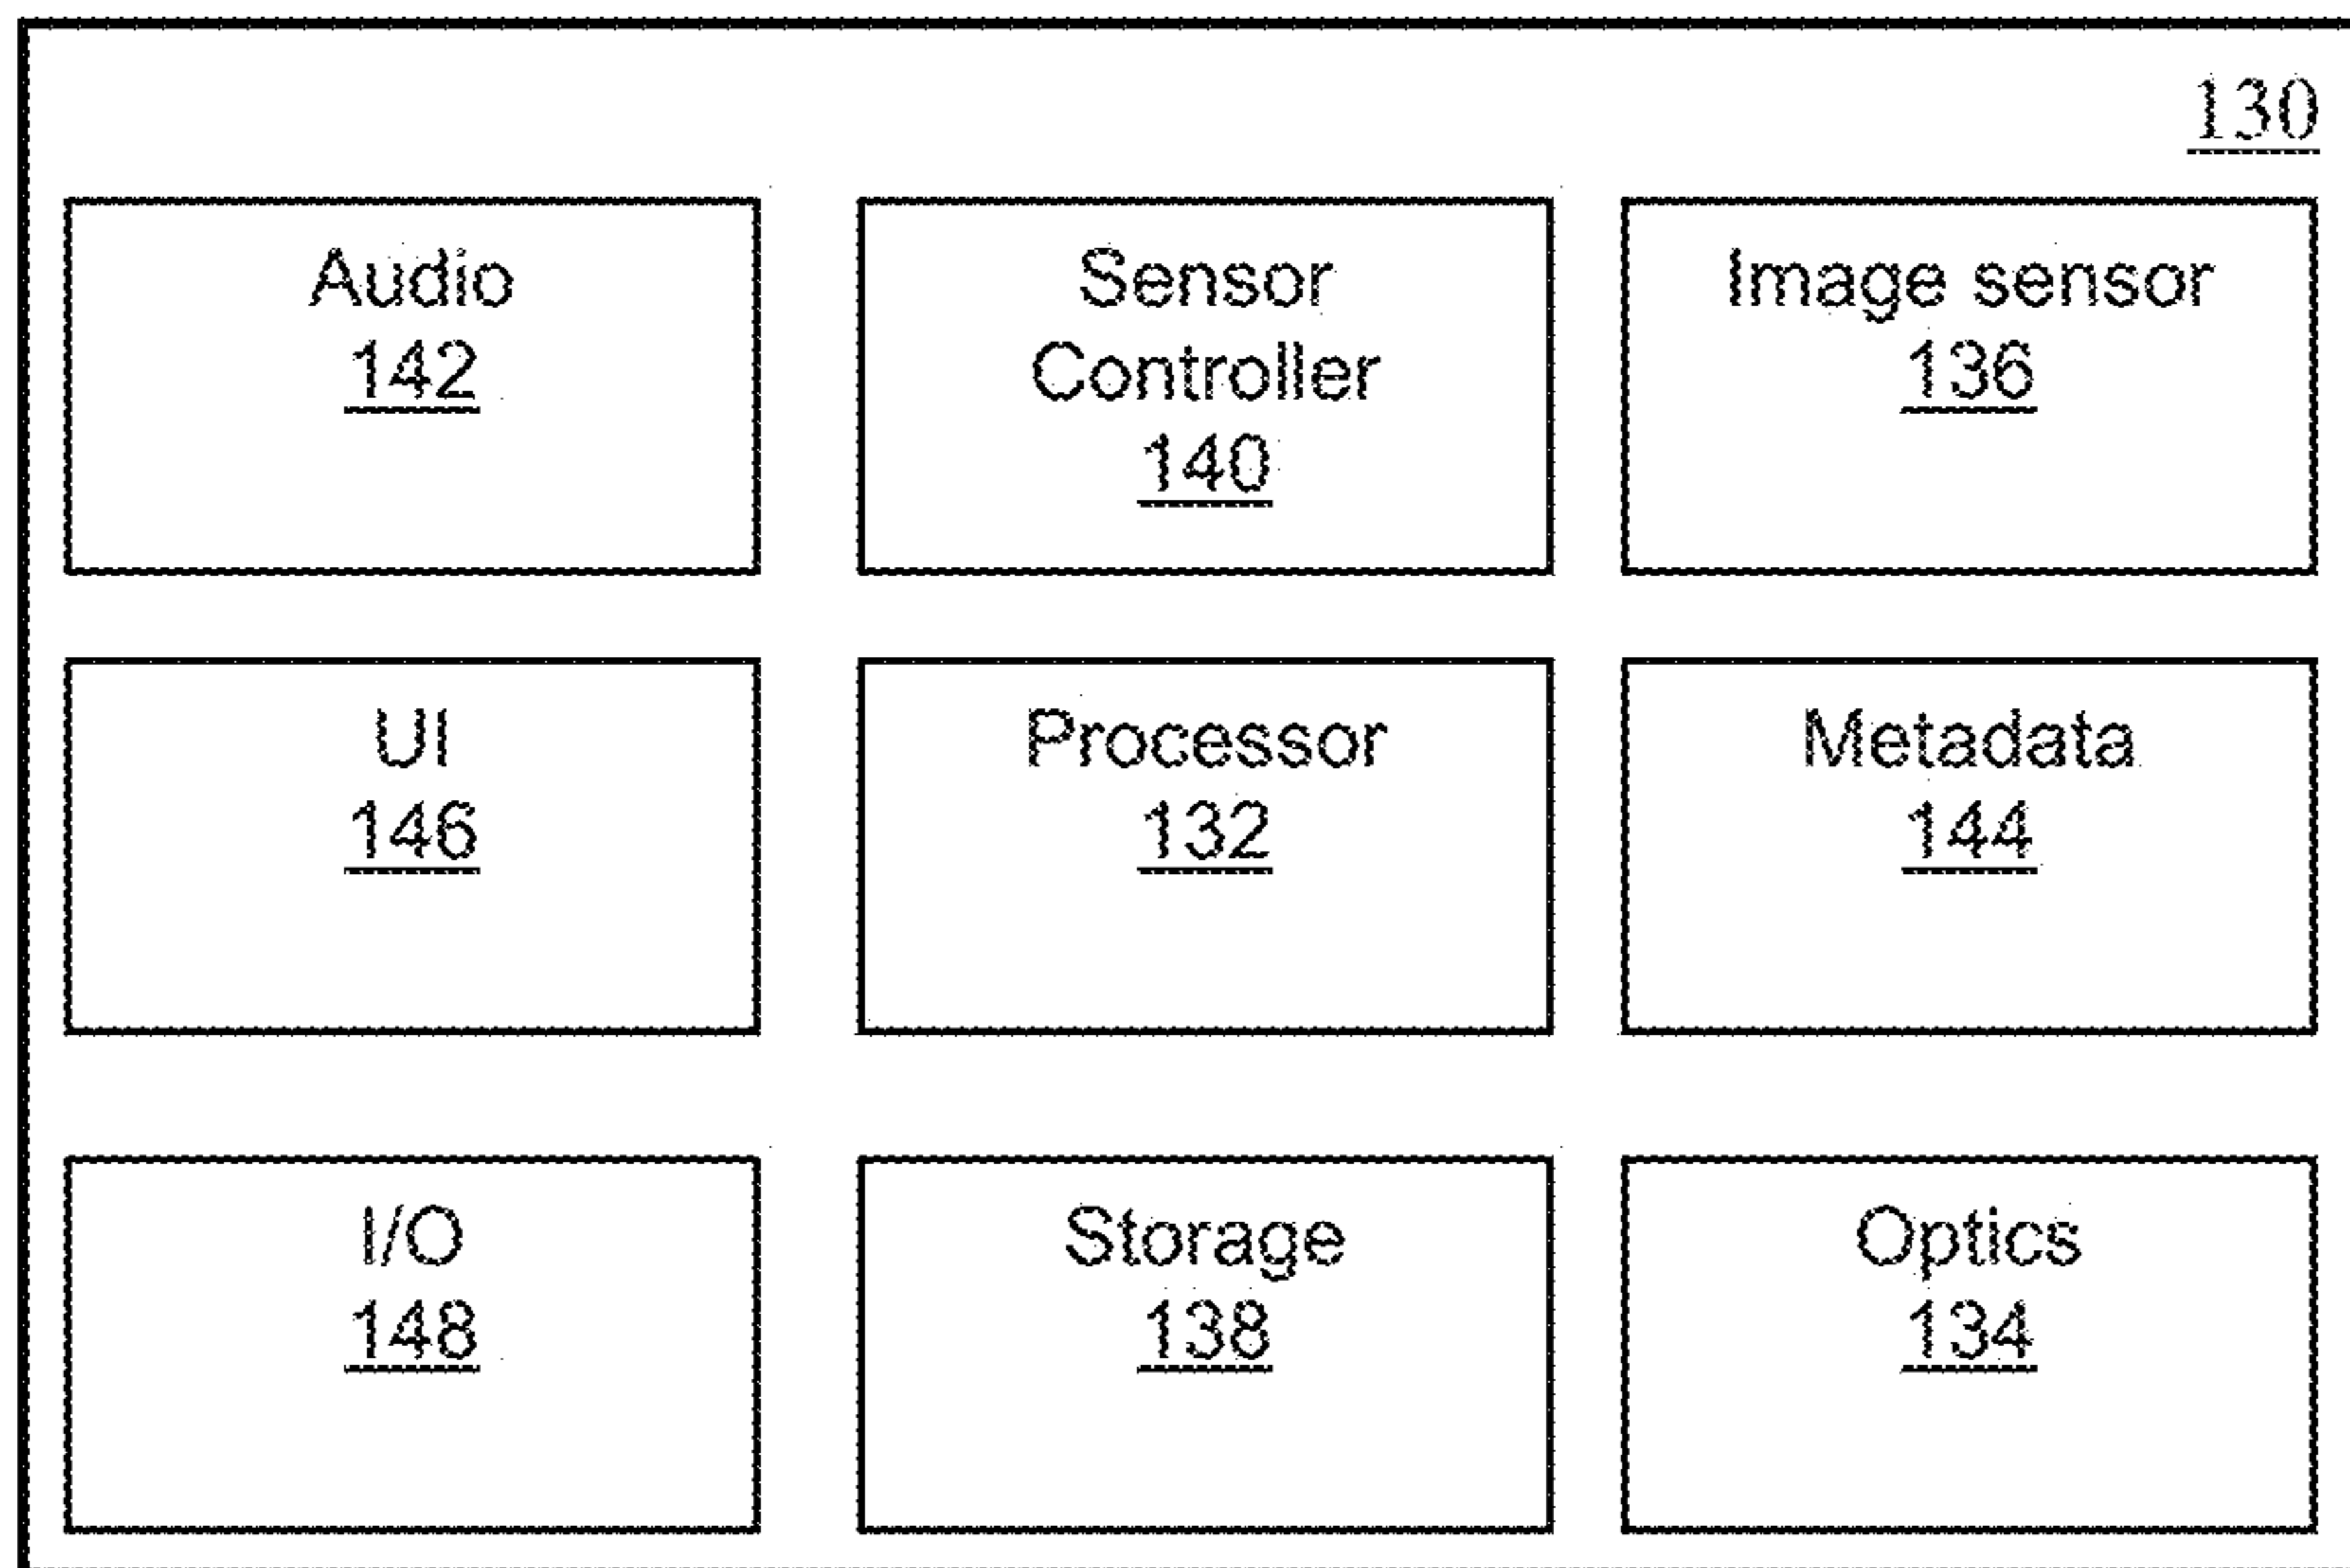 130
Audio
142
Sensor
Controller
140
Image sensor
136
UI
146
Processor
132
Metadata
144
I/O
148
Storage
138
Optics
134